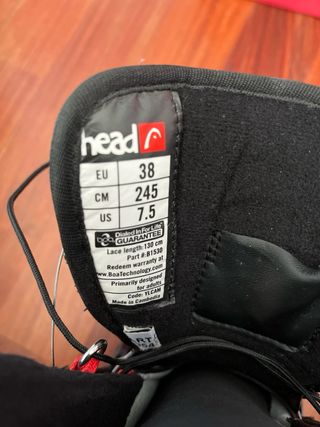 head
EU 38
CM 245
US 7.5
boa Dialed In For Life GUARANTEE
Lace length: 130 cm
Part #: B1530
Redeem warranty at
www.BoaTechnology.com
Primarily designed
for adults.
Code: YLCAM
Made in Cambodia